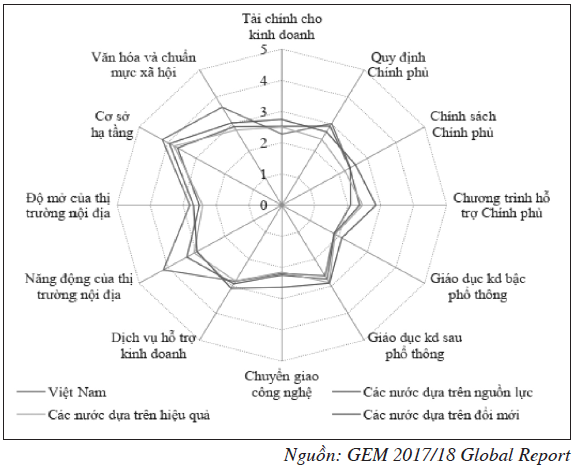 Tài chính cho
kinh doanh
Quy định
Chính phủ
Chính sách
Chính phủ
Chương trình hỗ
trợ Chính phủ
Giáo dục kd bậc
phổ thông
Giáo dục kd sau
phổ thông
Chuyển giao
công nghệ
Dịch vụ hỗ trợ
kinh doanh
Năng động của thị
trường nội địa
Độ mở của thị
trường nội địa
Cơ sở
hạ tầng
Văn hóa và chuẩn
mực xã hội
5
4
3
2
1
0
Việt Nam
Các nước dựa trên nguồn lực
Các nước dựa trên hiệu quả
Các nước dựa trên đổi mới
Nguồn: GEM 2017/18 Global Report